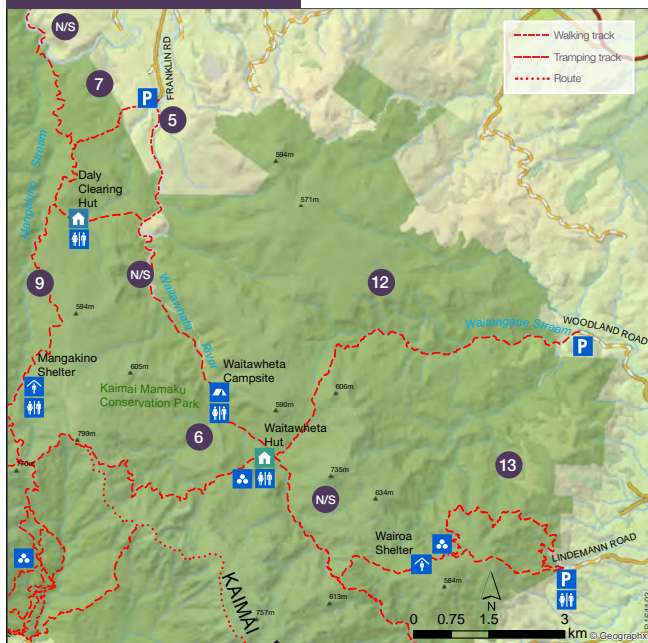 N/S
Walking track
Tramping track
Route
7
P
FRANKLIN RD
5
Mangakino Stream
594m
571m
Daly
Clearing
Hut
N/S
9
12
Waitawheta River
594m
Waitengaue Stream
WOODLAND ROAD
P
Mangakino
Shelter
605m
Waitawheta
Campsite
606m
Kaimai Mamaku
Conservation Park
590m
6
799m
Waitawheta
Hut
735m
13
N/S
634m
Wairoa
Shelter
LINDEMANN ROAD
P
KAIMAI
584m
613m
757m
N
0 0.75 1.5 3
km
© Geographx